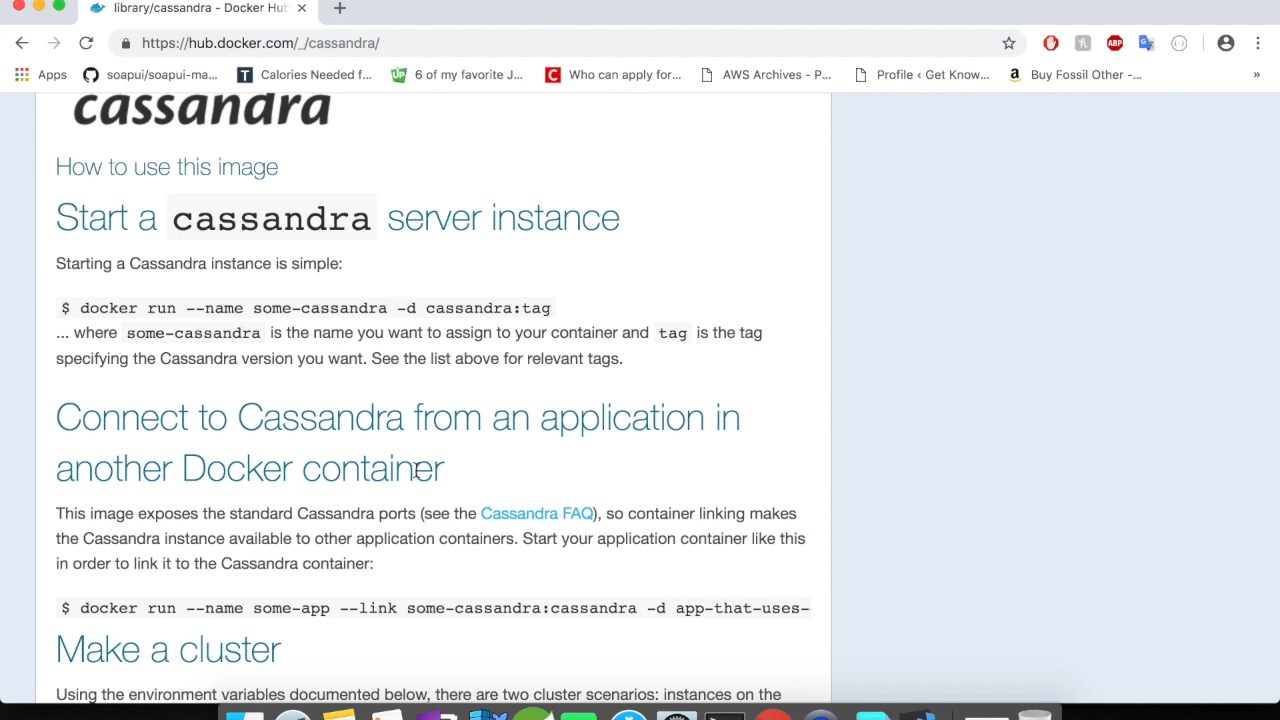 library/cassandra - Docker Hub
https://hub.docker.com/_/cassandra/
Apps soapui/soapui-ma... T Calories Needed f... UP 6 of my favorite J... C Who can apply for... AWS Archives - P... Profile ‹ Get Know... a Buy Fossil Other -... »
cassandra
How to use this image
Start a cassandra server instance
Starting a Cassandra instance is simple:
$ docker run --name some-cassandra -d cassandra:tag
... where some-cassandra is the name you want to assign to your container and tag is the tag
specifying the Cassandra version you want. See the list above for relevant tags.
Connect to Cassandra from an application in
another Docker container
This image exposes the standard Cassandra ports (see the Cassandra FAQ), so container linking makes
the Cassandra instance available to other application containers. Start your application container like this
in order to link it to the Cassandra container:
$ docker run --name some-app --link some-cassandra:cassandra -d app-that-uses-
Make a cluster
Using the environment variables documented below, there are two cluster scenarios: instances on the